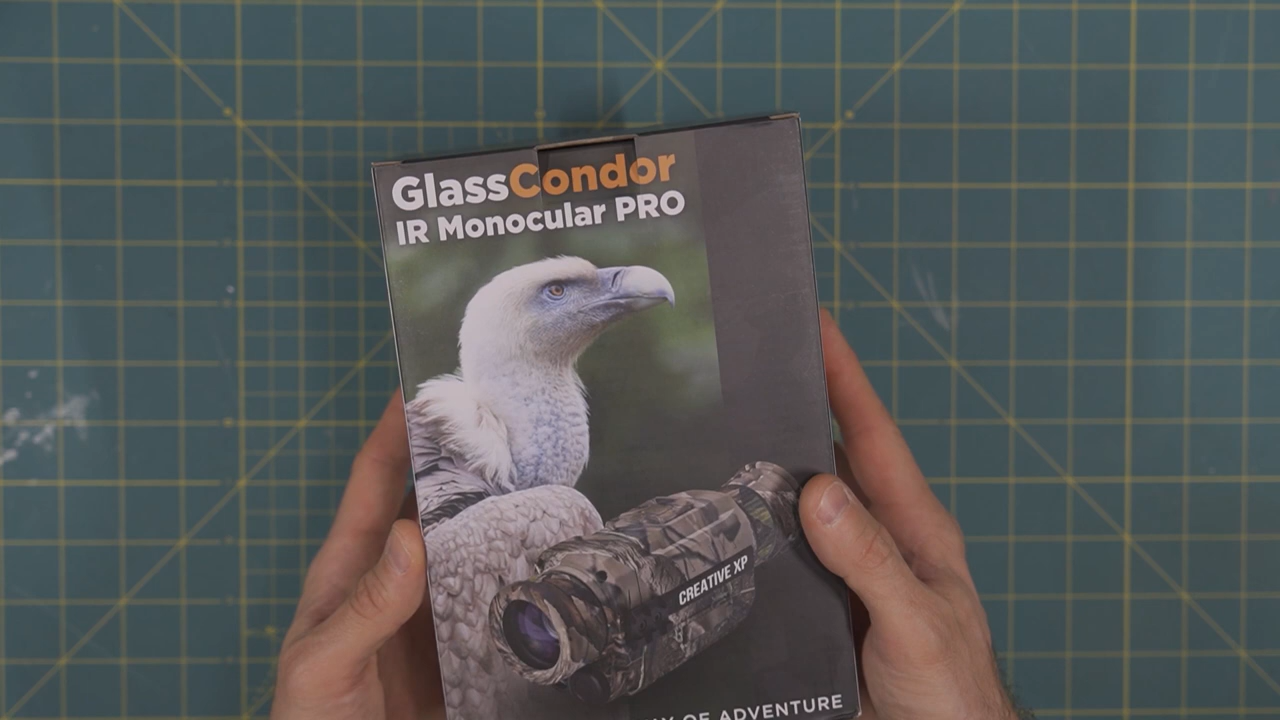 GlassCondor
IR Monocular PRO
CREATIVE XP
OF ADVENTURE